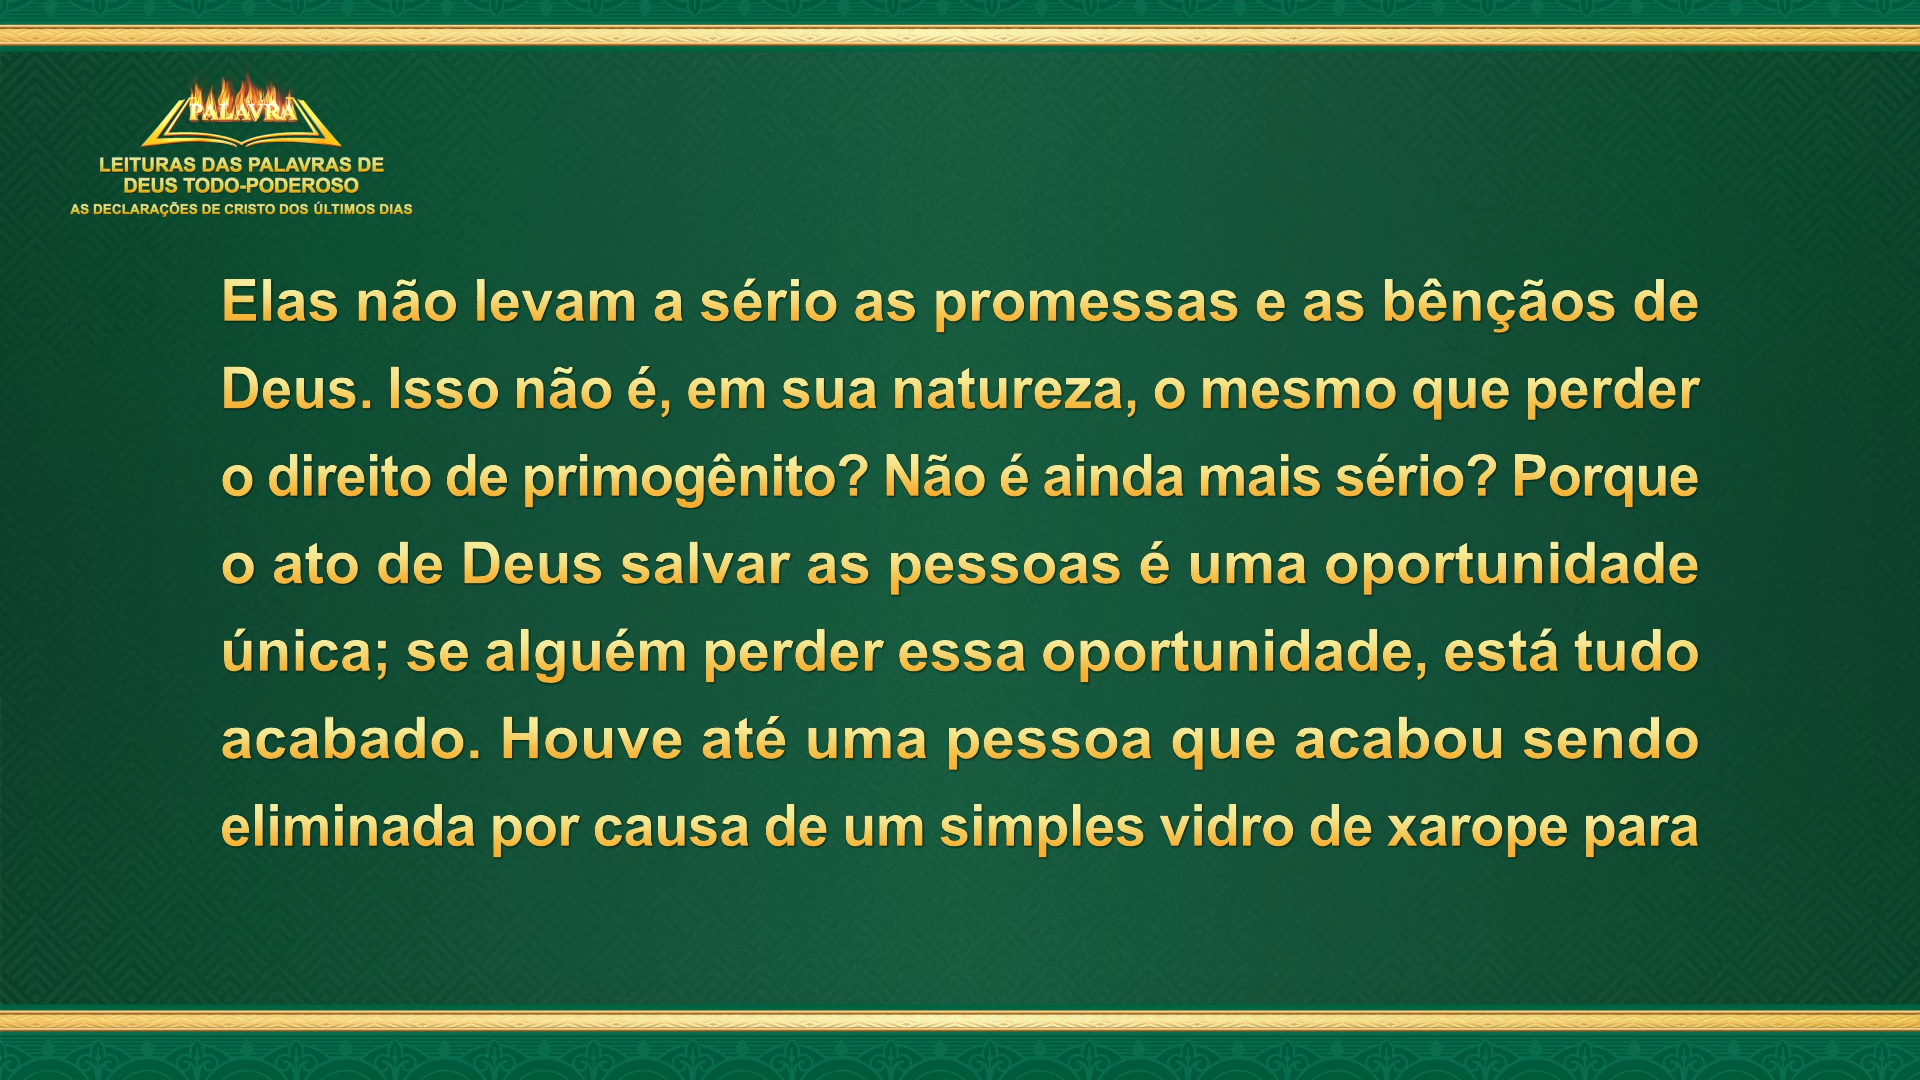 PALAVRA
LEITURAS DAS PALAVRAS DE
DEUS TODO-PODEROSO
AS DECLARAÇÕES DE CRISTO DOS ÚLTIMOS DIAS
Elas não levam a sério as promessas e as bênçãos de
Deus. Isso não é, em sua natureza, o mesmo que perder
o direito de primogênito? Não é ainda mais sério? Porque
o ato de Deus salvar as pessoas é uma oportunidade
única; se alguém perder essa oportunidade, está tudo
acabado. Houve até uma pessoa que acabou sendo
eliminada por causa de um simples vidro de xarope para